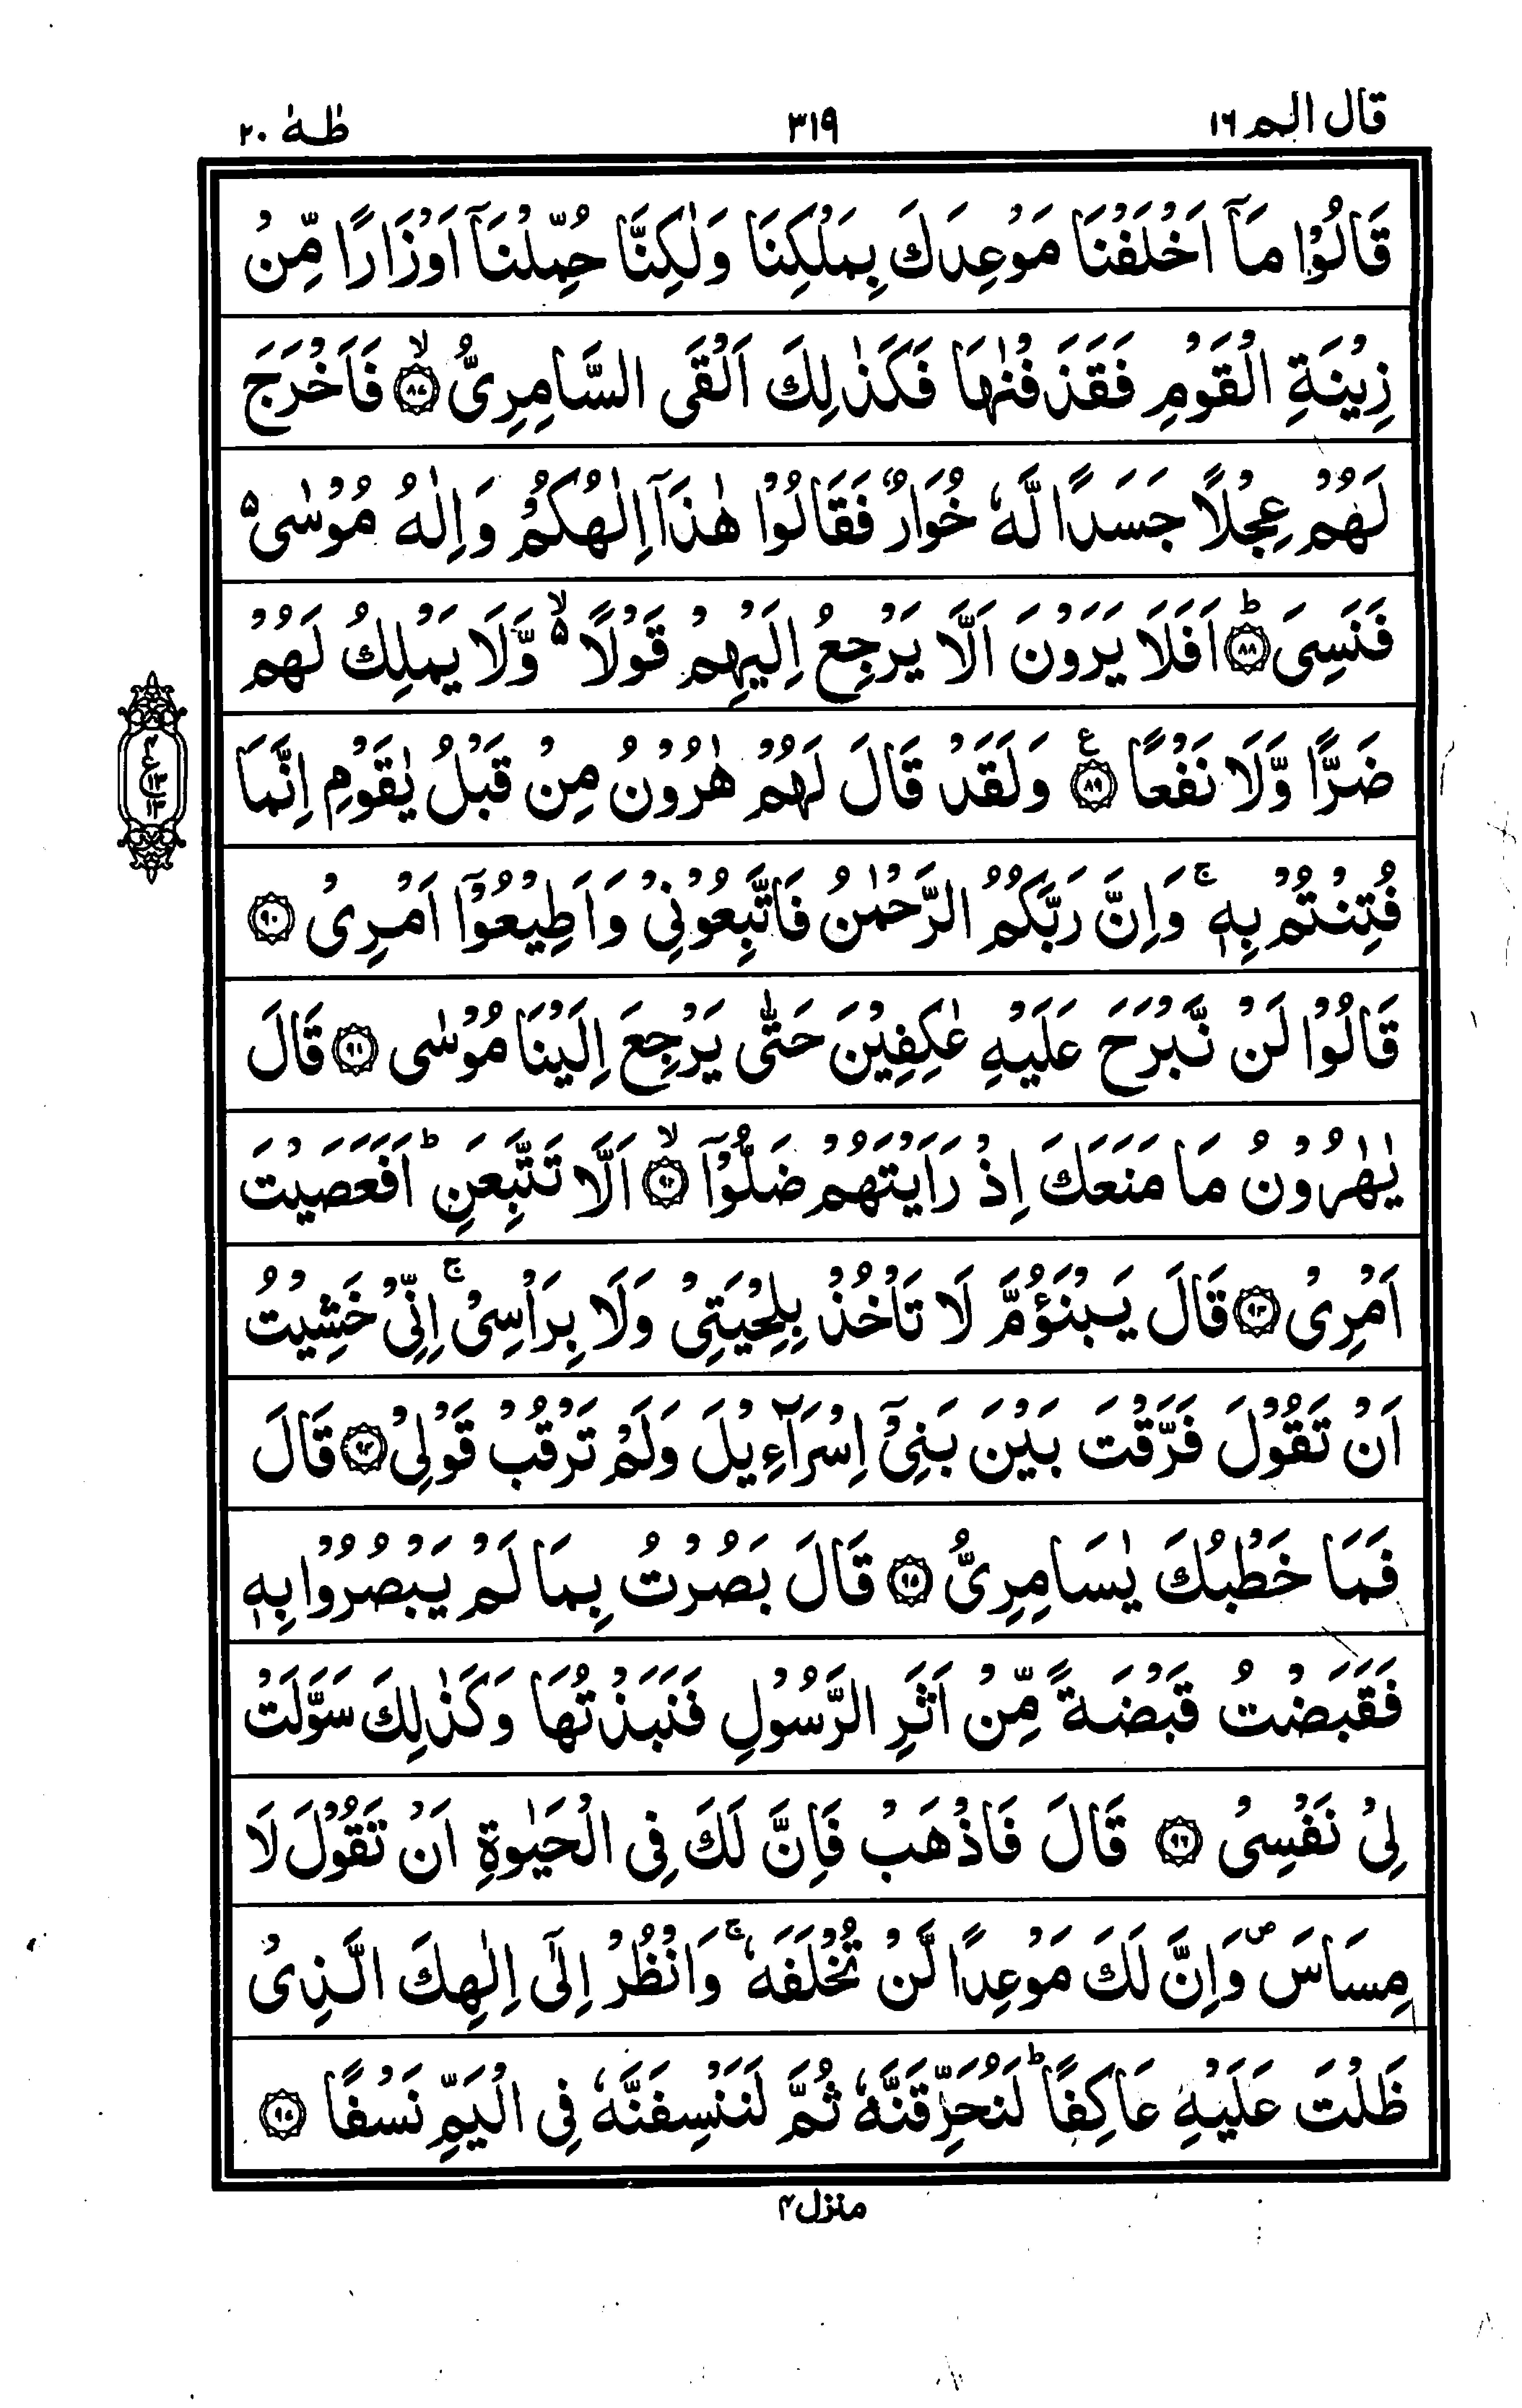 قال الم ١٦
٣١٩
طٰهٰ ٢٠
قَالُوْا مَاۤ اَخْلَفْنَا مَوْعِدَكَ بِمَلْكِنَا وَلٰكِنَّا حُمِّلْنَاۤ اَوْزَارًا مِّنْ
زِيْنَةِ الْقَوْمِ فَقَذَفْنٰهَا فَكَذٰلِكَ اَلْقَى السَّامِرِىُّ ۙ﴿٨٧﴾ فَاَخْرَجَ
لَهُمْ عِجْلًا جَسَدًا لَّهٗ خُوَارٌ فَقَالُوْا هٰذَاۤ اِلٰهُكُمْ وَاِلٰهُ مُوْسٰى ۥ
فَنَسِىَ ؕ﴿٨٨﴾ اَفَلَا يَرَوْنَ اَلَّا يَرْجِعُ اِلَيْهِمْ قَوْلًا ۙ وَّلَا يَمْلِكُ لَهُمْ
ضَرًّا وَّلَا نَفْعًا ﴿٨٩﴾ع وَلَقَدْ قَالَ لَهُمْ هٰرُوْنُ مِنْ قَبْلُ يٰقَوْمِ اِنَّمَا
فُتِنْتُمْ بِهٖ ۚ وَاِنَّ رَبَّكُمُ الرَّحْمٰنُ فَاتَّبِعُوْنِىْ وَاَطِيْعُوْۤا اَمْرِىْ ﴿٩٠﴾
قَالُوْا لَنْ نَّبْرَحَ عَلَيْهِ عٰكِفِيْنَ حَتّٰى يَرْجِعَ اِلَيْنَا مُوْسٰى ﴿٩١﴾ قَالَ
يٰهٰرُوْنُ مَا مَنَعَكَ اِذْ رَاَيْتَهُمْ ضَلُّوْۤا ۙ﴿٩٢﴾ اَلَّا تَتَّبِعَنِ ؕ اَفَعَصَيْتَ
اَمْرِىْ ﴿٩٣﴾ قَالَ يَبْنَؤُمَّ لَا تَاْخُذْ بِلِحْيَتِىْ وَلَا بِرَاْسِىْ ۚ اِنِّىْ خَشِيْتُ
اَنْ تَقُوْلَ فَرَّقْتَ بَيْنَ بَنِىْۤ اِسْرَآءِيْلَ وَلَمْ تَرْقُبْ قَوْلِىْ ﴿٩٤﴾ قَالَ
فَمَا خَطْبُكَ يٰسَامِرِىُّ ﴿٩٥﴾ قَالَ بَصُرْتُ بِمَا لَمْ يَبْصُرُوْا بِهٖ
فَقَبَضْتُ قَبْضَةً مِّنْ اَثَرِ الرَّسُوْلِ فَنَبَذْتُهَا وَكَذٰلِكَ سَوَّلَتْ
لِىْ نَفْسِىْ ﴿٩٦﴾ قَالَ فَاذْهَبْ فَاِنَّ لَكَ فِى الْحَيٰوةِ اَنْ تَقُوْلَ لَا
مِسَاسَ ۪ وَاِنَّ لَكَ مَوْعِدًا لَّنْ تُخْلَفَهٗ ۚ وَانْظُرْ اِلٰٓى اِلٰهِكَ الَّذِىْ
ظَلْتَ عَلَيْهِ عَاكِفًا ؕ لَنُحَرِّقَنَّهٗ ثُمَّ لَنَنْسِفَنَّهٗ فِى الْيَمِّ نَسْفًا ﴿٩٧﴾
منزل ٤